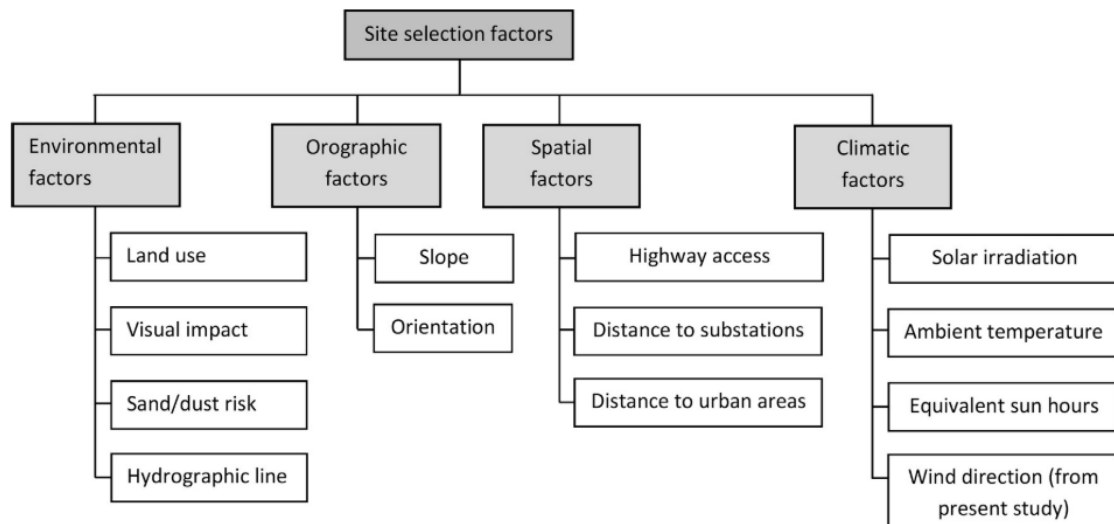 Site selection factors
Environmental
factors
Orographic
factors
Spatial
factors
Climatic
factors
Land use
Visual impact
Sand/dust risk
Hydrographic line
Slope
Orientation
Highway access
Distance to substations
Distance to urban areas
Solar irradiation
Ambient temperature
Equivalent sun hours
Wind direction (from
present study)